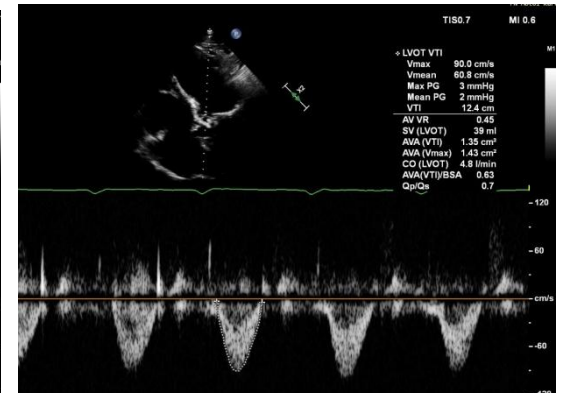 TIS0.7 MI 0.6
M1
LVOT VTI
Vmax 90.0 cm/s
Vmean 60.8 cm/s
Max PG 3 mmHg
Mean PG 2 mmHg
VTI 12.4 cm
AV VR 0.45
SV (LVOT) 39 ml
AVA (VTI) 1.35 cm²
AVA (Vmax) 1.43 cm²
CO (LVOT) 4.8 l/min
AVA(VTI)/BSA 0.63
Qp/Qs 0.7
-120
-60
-cm/s
--60